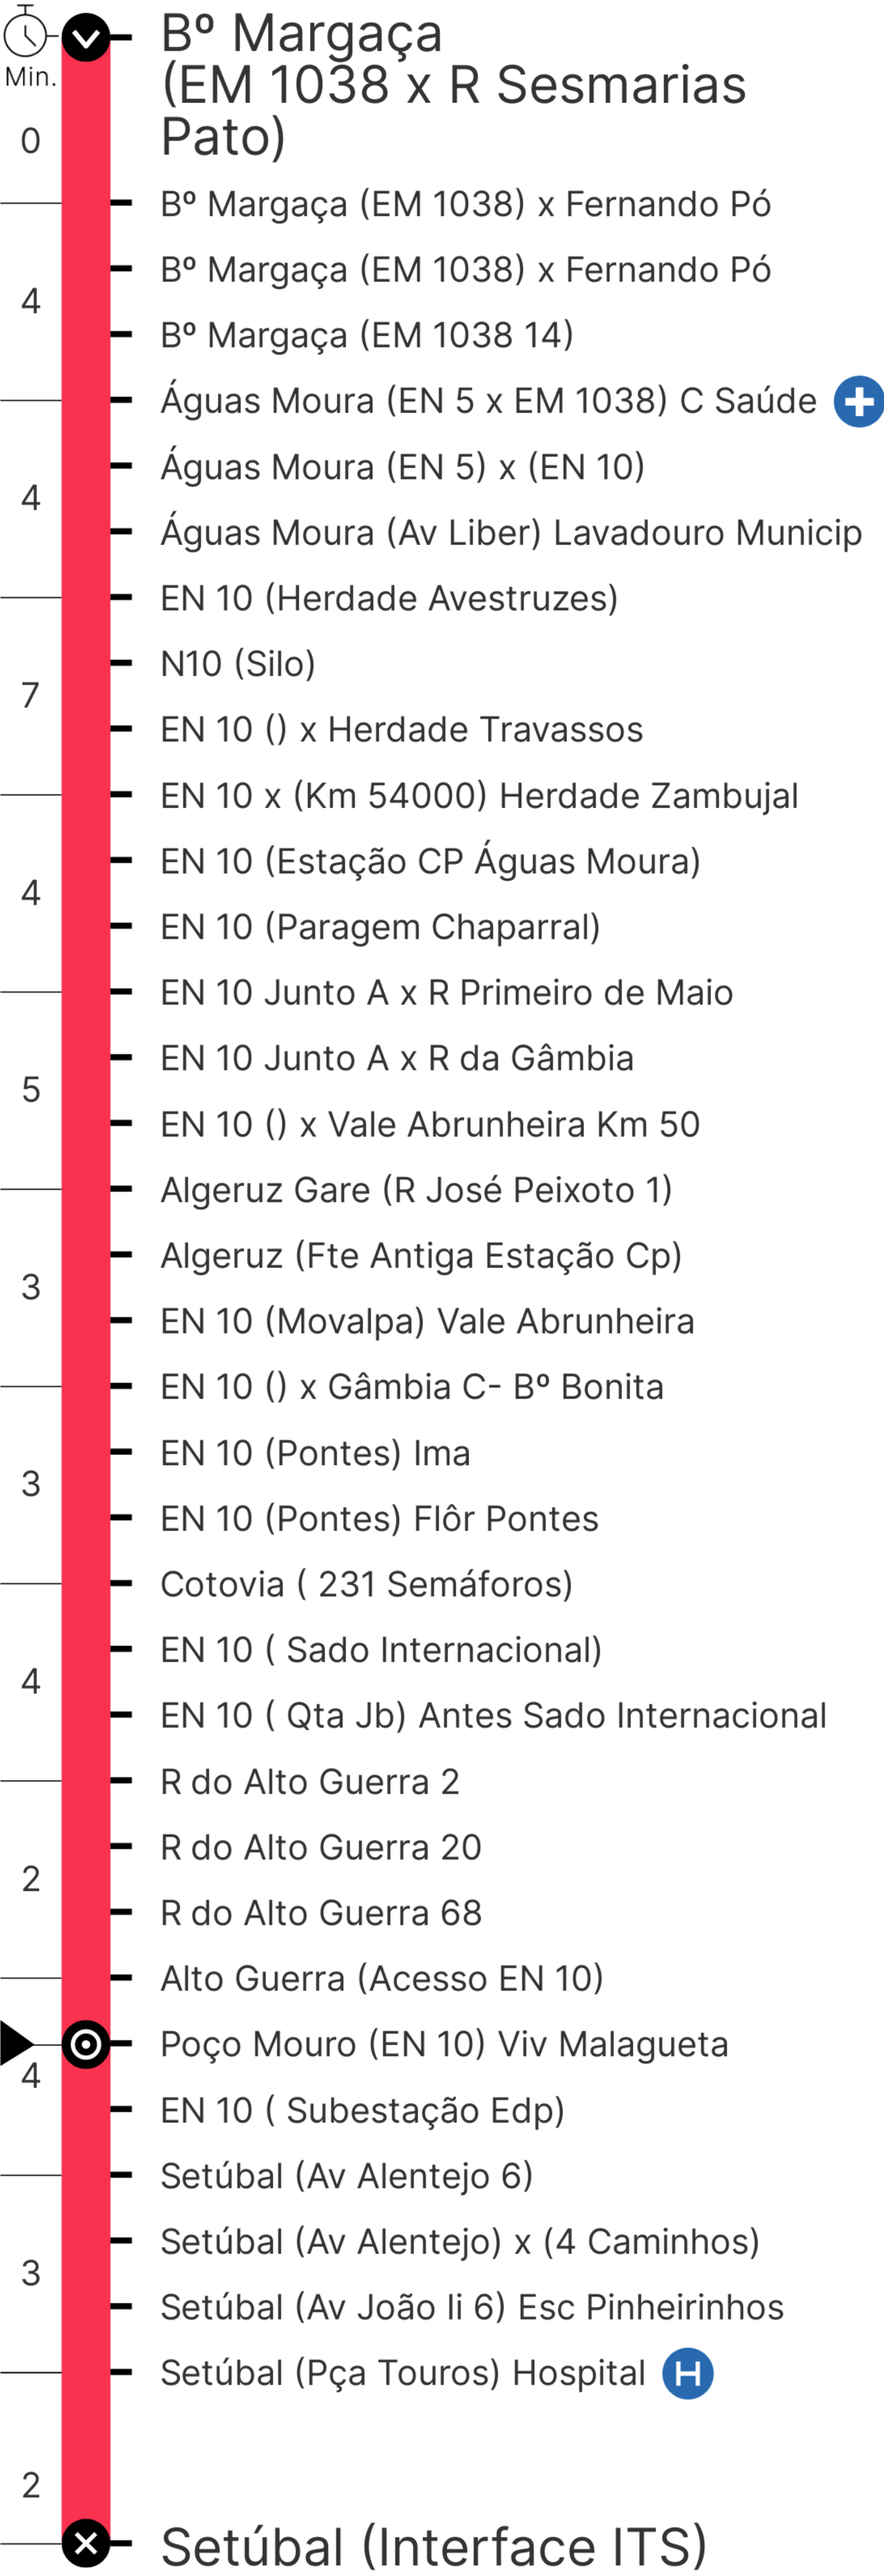 Min.
Bº Margaça
(EM 1038 x R Sesmarias
Pato)
0
Bº Margaça (EM 1038) x Fernando Pó
Bº Margaça (EM 1038) x Fernando Pó
4
Bº Margaça (EM 1038 14)
Águas Moura (EN 5 x EM 1038) C Saúde
Águas Moura (EN 5) x (EN 10)
4
Águas Moura (Av Liber) Lavadouro Municip
EN 10 (Herdade Avestruzes)
N10 (Silo)
7
EN 10 () x Herdade Travassos
EN 10 x (Km 54000) Herdade Zambujal
EN 10 (Estação CP Águas Moura)
4
EN 10 (Paragem Chaparral)
EN 10 Junto A x R Primeiro de Maio
EN 10 Junto A x R da Gâmbia
5
EN 10 () x Vale Abrunheira Km 50
Algeruz Gare (R José Peixoto 1)
Algeruz (Fte Antiga Estação Cp)
3
EN 10 (Movalpa) Vale Abrunheira
EN 10 () x Gâmbia C- Bº Bonita
EN 10 (Pontes) Ima
3
EN 10 (Pontes) Flôr Pontes
Cotovia ( 231 Semáforos)
EN 10 ( Sado Internacional)
4
EN 10 ( Qta Jb) Antes Sado Internacional
R do Alto Guerra 2
R do Alto Guerra 20
2
R do Alto Guerra 68
Alto Guerra (Acesso EN 10)
Poço Mouro (EN 10) Viv Malagueta
4
EN 10 ( Subestação Edp)
Setúbal (Av Alentejo 6)
Setúbal (Av Alentejo) x (4 Caminhos)
3
Setúbal (Av João Ii 6) Esc Pinheirinhos
Setúbal (Pça Touros) Hospital H
2
Setúbal (Interface ITS)